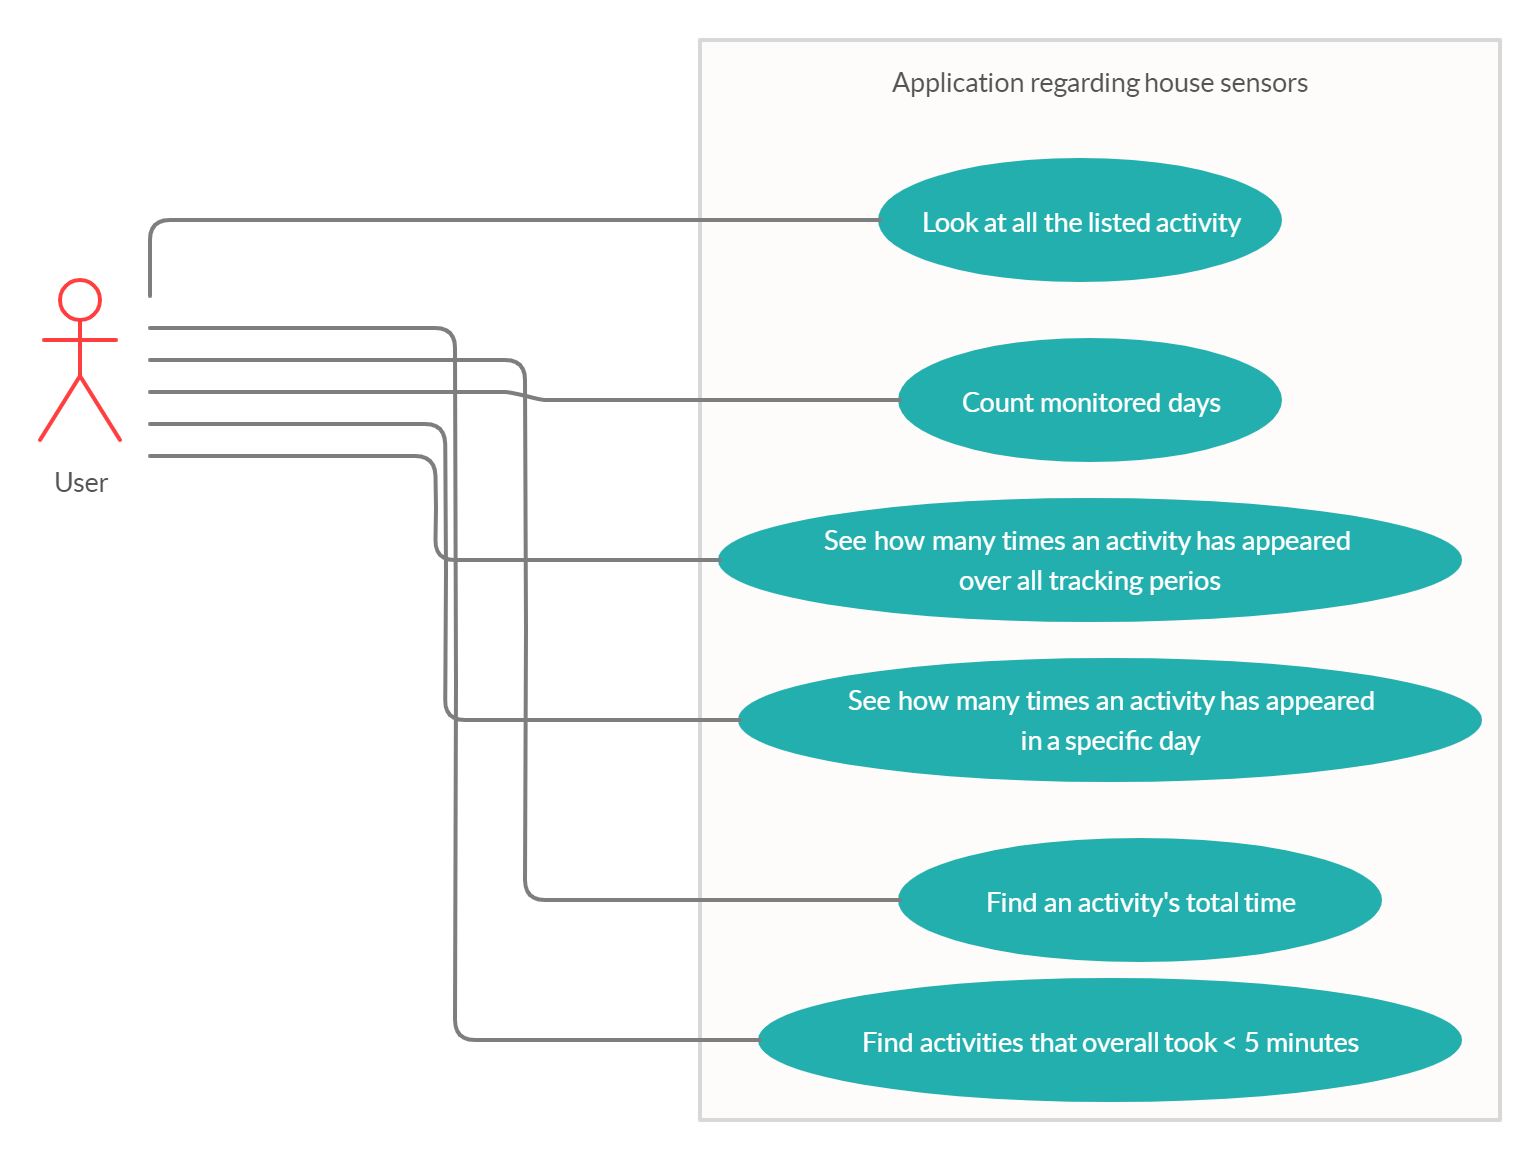 Application regarding house sensors
Look at all the listed activity
Count monitored days
User
See how many times an activity has appeared
over all tracking perios
See how many times an activity has appeared
in a specific day
Find an activity's total time
Find activities that overall took < 5 minutes